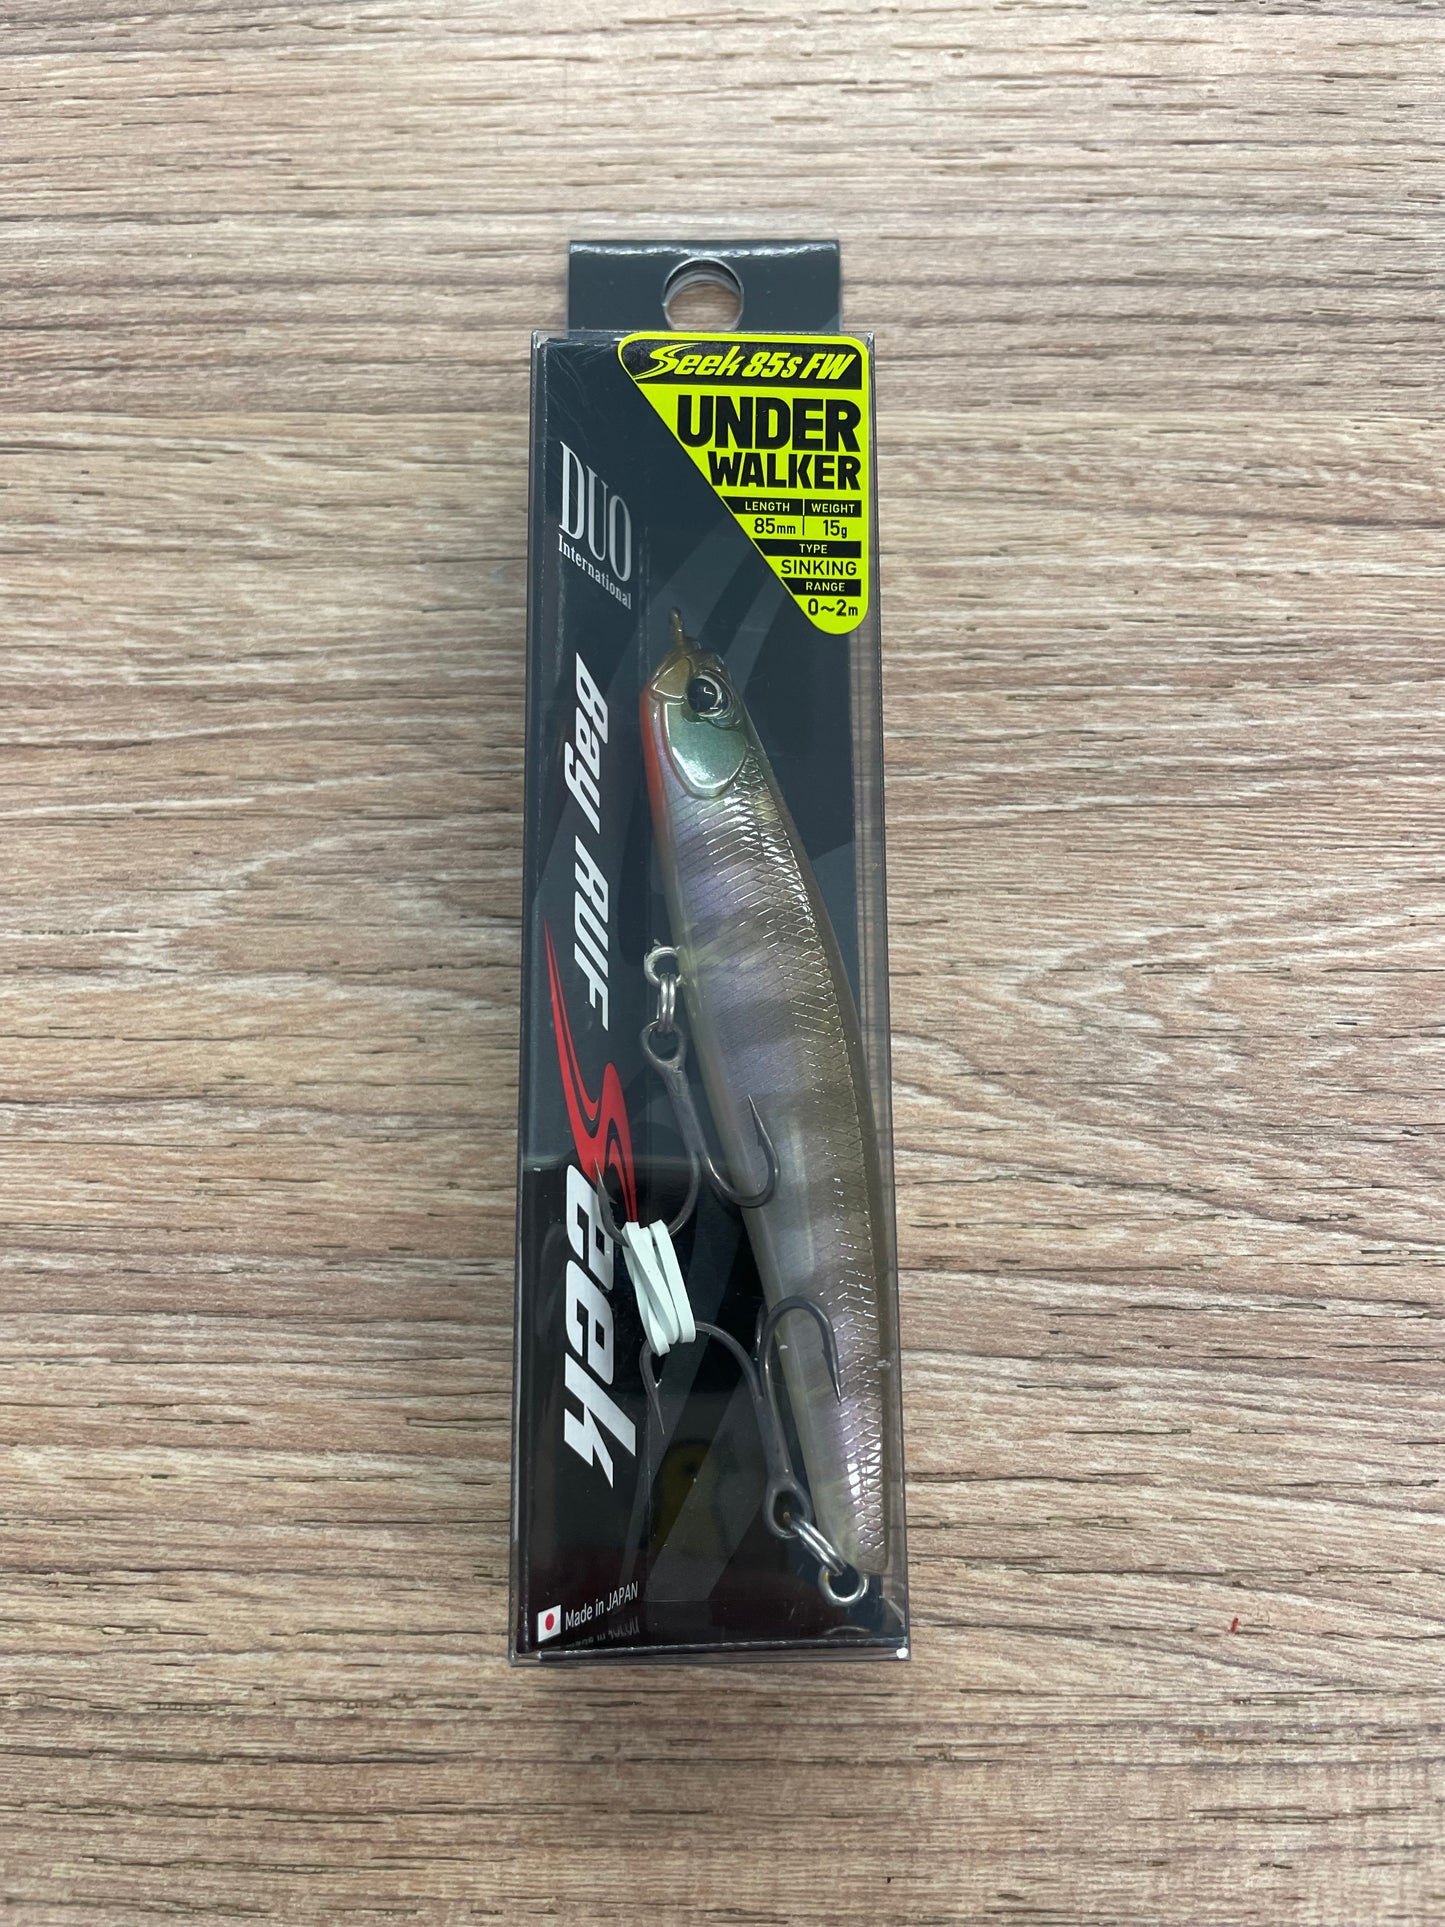 Seek 85s FW
UNDER
WALKER
LENGTH WEIGHT
85mm 15g
TYPE
SINKING
RANGE
0~2m
DUO
International
Bay RUF
Seek
Made in JAPAN